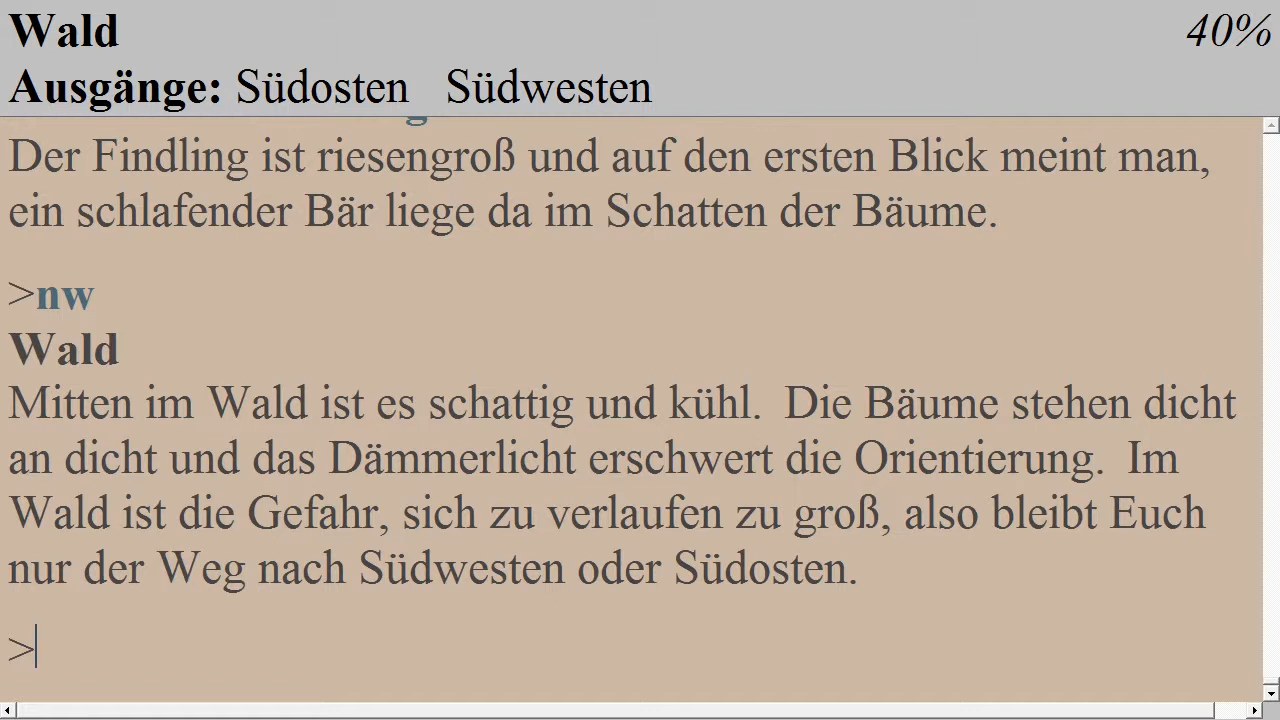 Wald 40%
Ausgänge: Südosten Südwesten
Der Findling ist riesengroß und auf den ersten Blick meint man,
ein schlafender Bär liege da im Schatten der Bäume.
>nw
Wald
Mitten im Wald ist es schattig und kühl. Die Bäume stehen dicht
an dicht und das Dämmerlicht erschwert die Orientierung. Im
Wald ist die Gefahr, sich zu verlaufen zu groß, also bleibt Euch
nur der Weg nach Südwesten oder Südosten.
>